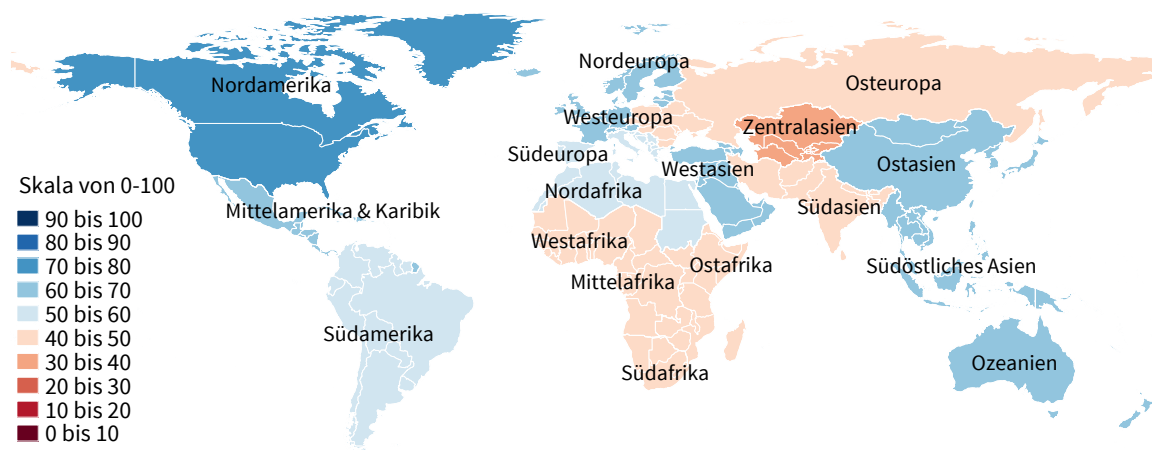 Nordeuropa
Nordamerika
Osteuropa
Westeuropa
Zentralasien
Südeuropa
Ostasien
Westasien
Skala von 0-100
Nordafrika
Südasien
Mittelamerika & Karibik
90 bis 100
80 bis 90
Westafrika
70 bis 80
Ostafrika
Südöstliches Asien
Mittelafrika
60 bis 70
50 bis 60
Südamerika
40 bis 50
30 bis 40
Ozeanien
Südafrika
20 bis 30
10 bis 20
0 bis 10